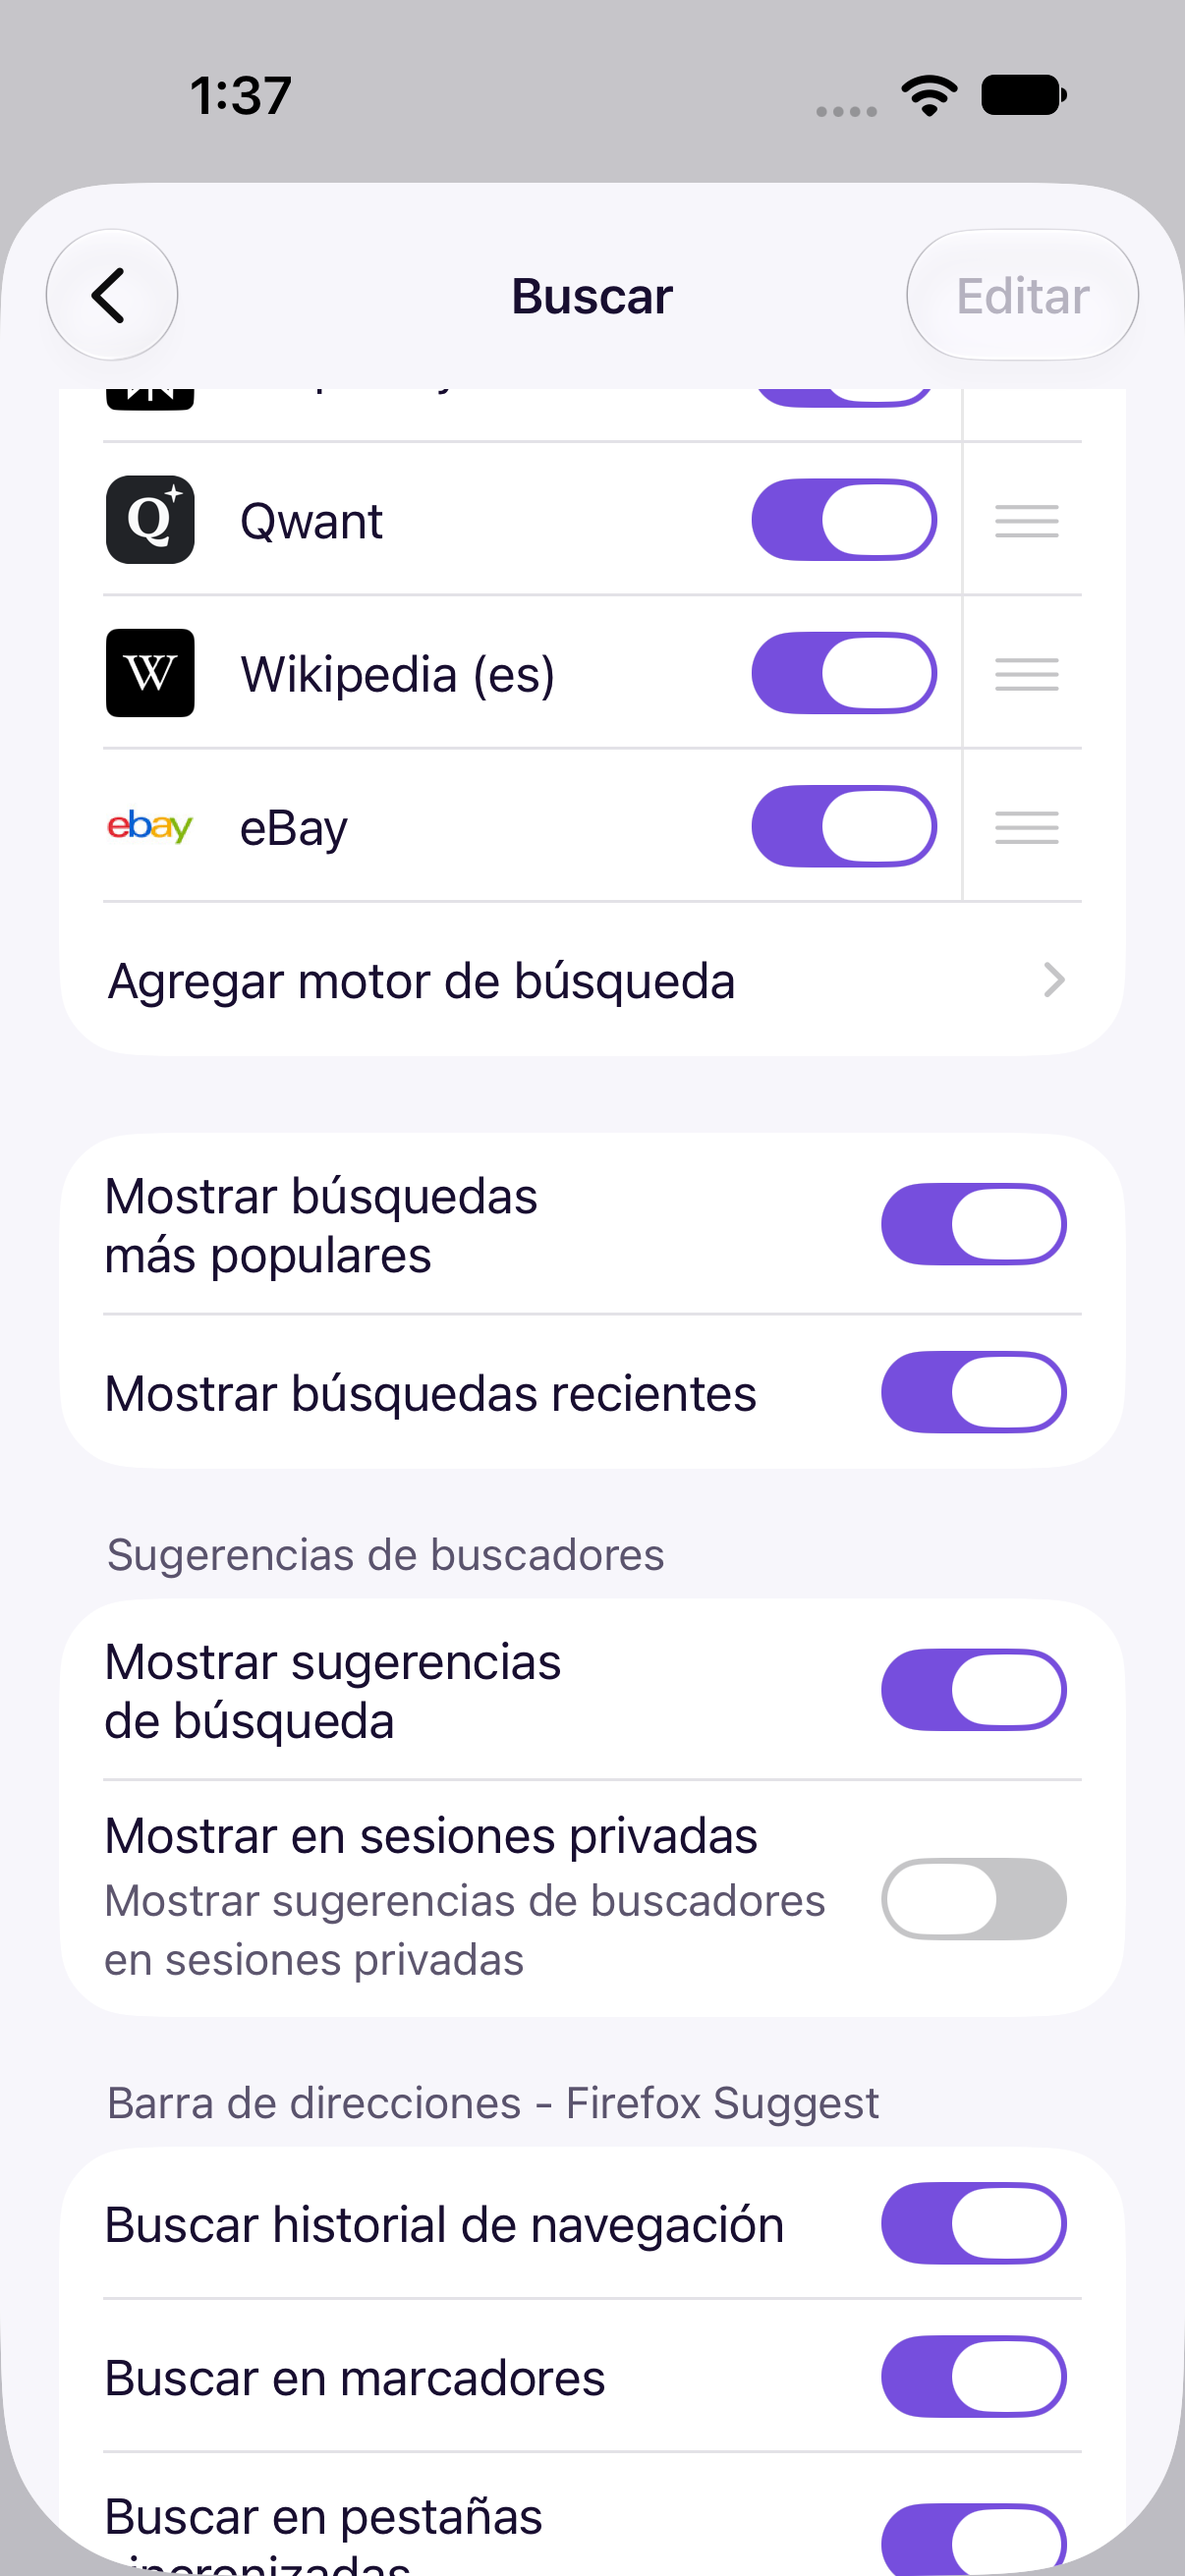 1:37
Buscar
Editar
Qwant
Wikipedia (es)
ebay
eBay
Agregar motor de búsqueda
Mostrar búsquedas
más populares
Mostrar búsquedas recientes
Sugerencias de buscadores
Mostrar sugerencias
de búsqueda
Mostrar en sesiones privadas
Mostrar sugerencias de buscadores
en sesiones privadas
Barra de direcciones - Firefox Suggest
Buscar historial de navegación
Buscar en marcadores
Buscar en pestañas
sincronizadas